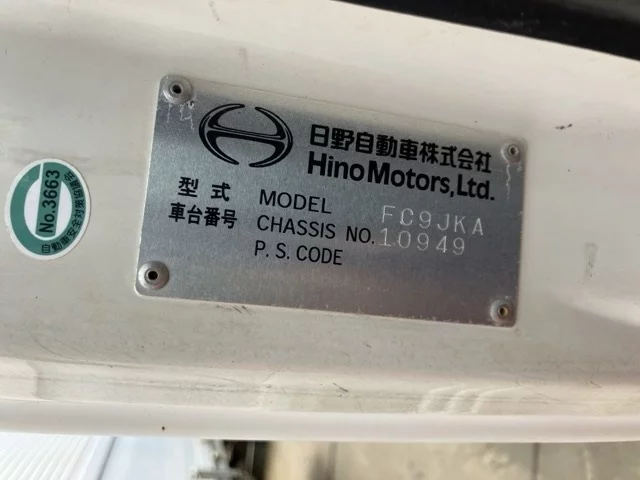 日野自動車株式会社
Hino Motors, Ltd.
型式 MODEL FC9JKA
車台番号 CHASSIS NO. 10949
P. S. CODE
No.3663